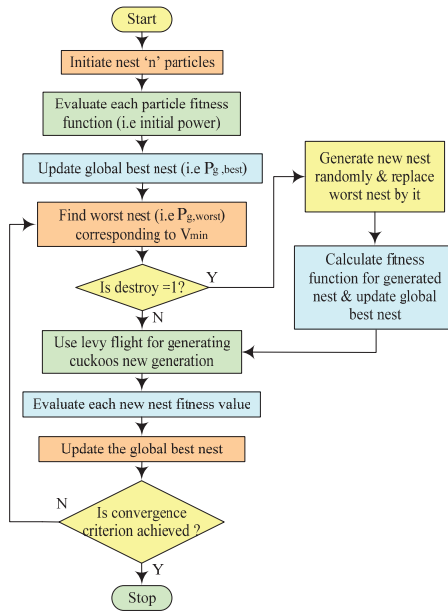 Start
Initiate nest ‘n’ particles
Evaluate each particle fitness
function (i.e initial power)
Update global best nest (i.e Pg ,best)
Find worst nest (i.e Pg,worst)
corresponding to Vmin
Is destroy =1?
Y
N
Generate new nest
randomly & replace
worst nest by it
Calculate fitness
function for generated
nest & update global
best nest
Use levy flight for generating
cuckoos new generation
Evaluate each new nest fitness value
Update the global best nest
N
Is convergence
criterion achieved ?
Y
Stop